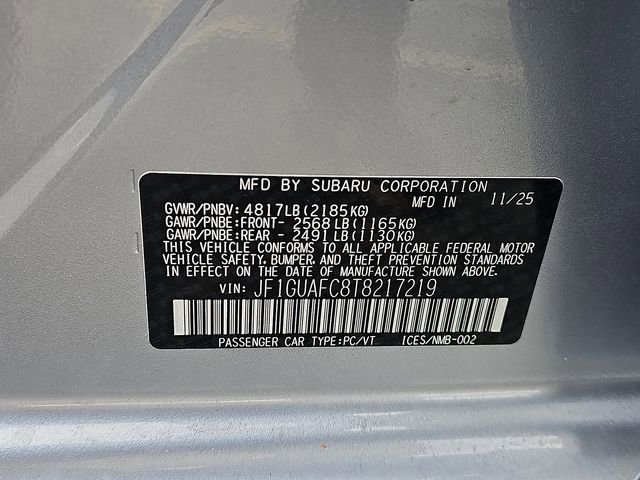 MFD BY SUBARU CORPORATION
MFD IN 11/25
GVWR/PNBV: 4817LB(2185KG)
GAWR/PNBE:FRONT- 2568LB(1165KG)
GAWR/PNBE:REAR - 2491LB(1130KG)
THIS VEHICLE CONFORMS TO ALL APPLICABLE FEDERAL MOTOR
VEHICLE SAFETY, BUMPER, AND THEFT PREVENTION STANDARDS
IN EFFECT ON THE DATE OF MANUFACTURE SHOWN ABOVE.
VIN: JF1GUAFC8T8217219
PASSENGER CAR TYPE:PC/VT ICES/NMB-002